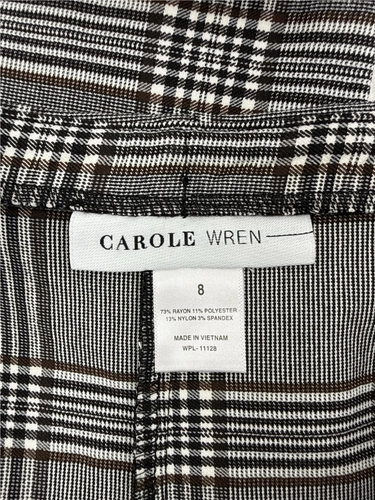 CAROLE WREN
8
73% RAYON 11% POLYESTER
13% NYLON 3% SPANDEX
MADE IN VIETNAM
WPL- 11128